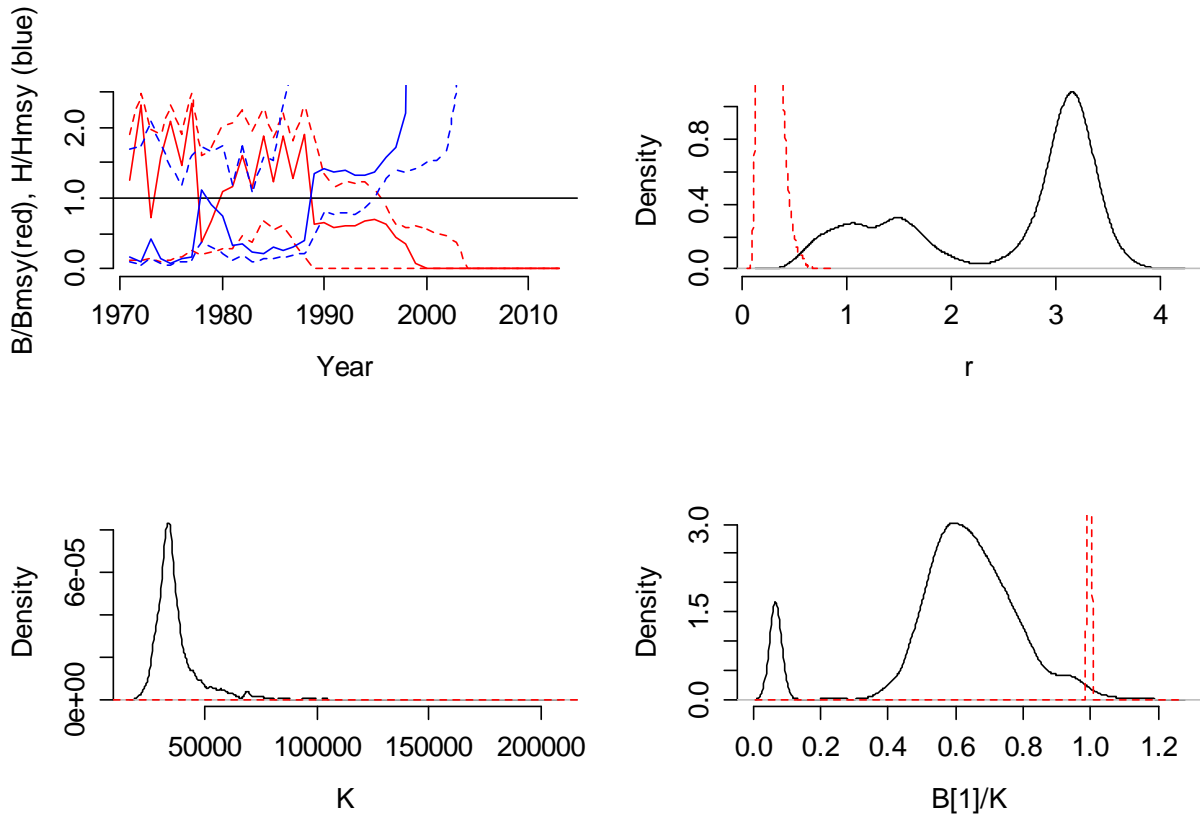 B/Bmsy(red), H/Hmsy (blue)
0.0 1.0 2.0
1970 1980 1990 2000 2010
Year
Density
0.0 0.4 0.8
0 1 2 3 4
r
Density
0e+00 6e-05
50000 100000 150000 200000
K
Density
0.0 1.5 3.0
0.0 0.2 0.4 0.6 0.8 1.0 1.2
B[1]/K